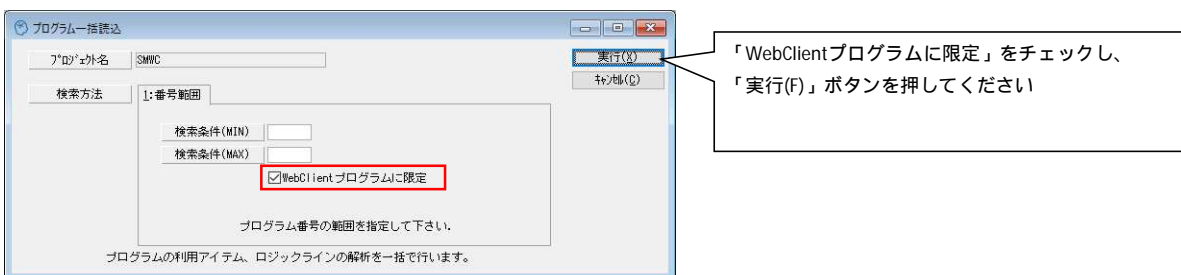 プログラム一括読込
ﾌﾟﾛｼﾞｪｸﾄ名 SMWC
実行(X)
ｷｬﾝｾﾙ(C)
検索方法 1:番号範囲
検索条件(MIN)
検索条件(MAX)
WebClientプログラムに限定
プログラム番号の範囲を指定して下さい.
プログラムの利用アイテム、ロジックラインの解析を一括で行います。
「WebClientプログラムに限定」をチェックし、
「実行(F)」ボタンを押してください